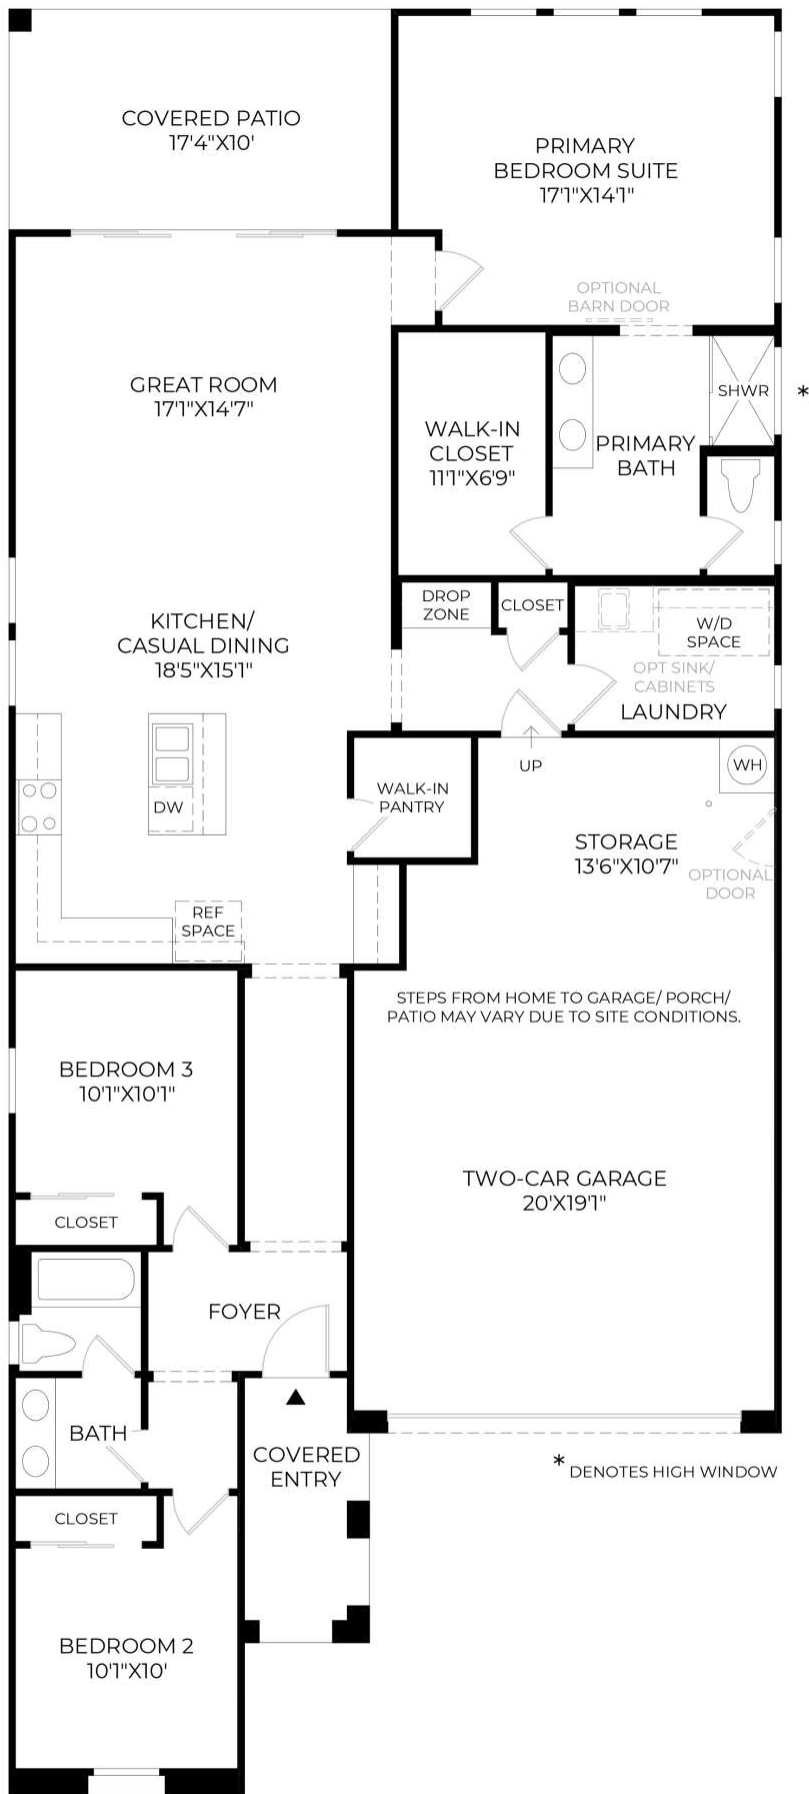 COVERED PATIO
17'4"X10'
PRIMARY
BEDROOM SUITE
17'1"X14'1"
OPTIONAL
BARN DOOR
GREAT ROOM
17'1"X14'7"
WALK-IN
CLOSET
11'1"X6'9"
PRIMARY
BATH
SHWR
*
KITCHEN/
CASUAL DINING
18'5"X15'1"
DROP
ZONE
CLOSET
W/D
SPACE
OPT SINK/
CABINETS
LAUNDRY
UP
WH
DW
WALK-IN
PANTRY
STORAGE
13'6"X10'7"
OPTIONAL
DOOR
REF
SPACE
STEPS FROM HOME TO GARAGE/ PORCH/
PATIO MAY VARY DUE TO SITE CONDITIONS.
BEDROOM 3
10'1"X10'1"
CLOSET
TWO-CAR GARAGE
20'X19'1"
FOYER
BATH
COVERED
ENTRY
* DENOTES HIGH WINDOW
CLOSET
BEDROOM 2
10'1"X10'